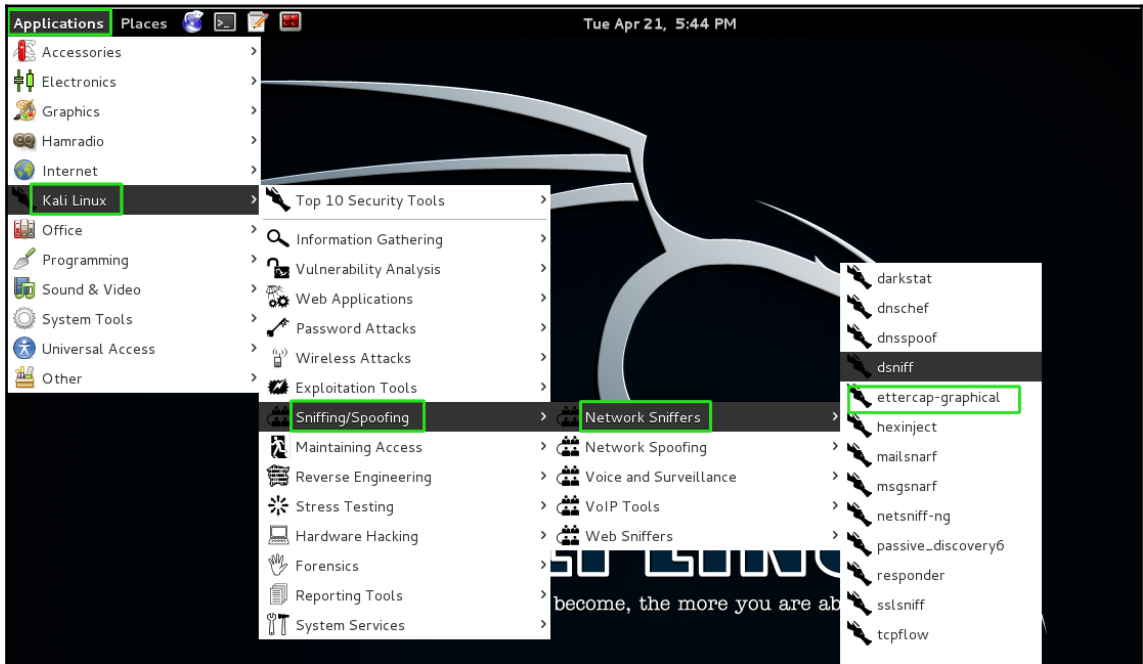 Applications Places Tue Apr 21, 5:44 PM
Accessories
Electronics
Graphics
Hamradio
Internet
Kali Linux
Office
Programming
Sound & Video
System Tools
Universal Access
Other
Top 10 Security Tools
Information Gathering
Vulnerability Analysis
Web Applications
Password Attacks
Wireless Attacks
Exploitation Tools
Sniffing/Spoofing
Maintaining Access
Reverse Engineering
Stress Testing
Hardware Hacking
Forensics
Reporting Tools
System Services
Network Sniffers
Network Spoofing
Voice and Surveillance
VoIP Tools
Web Sniffers
darkstat
dnschef
dnsspoof
dsniff
ettercap-graphical
hexinject
mailsnarf
msgsnarf
netsniff-ng
passive_discovery6
responder
sslsniff
tcpflow
become, the more you are